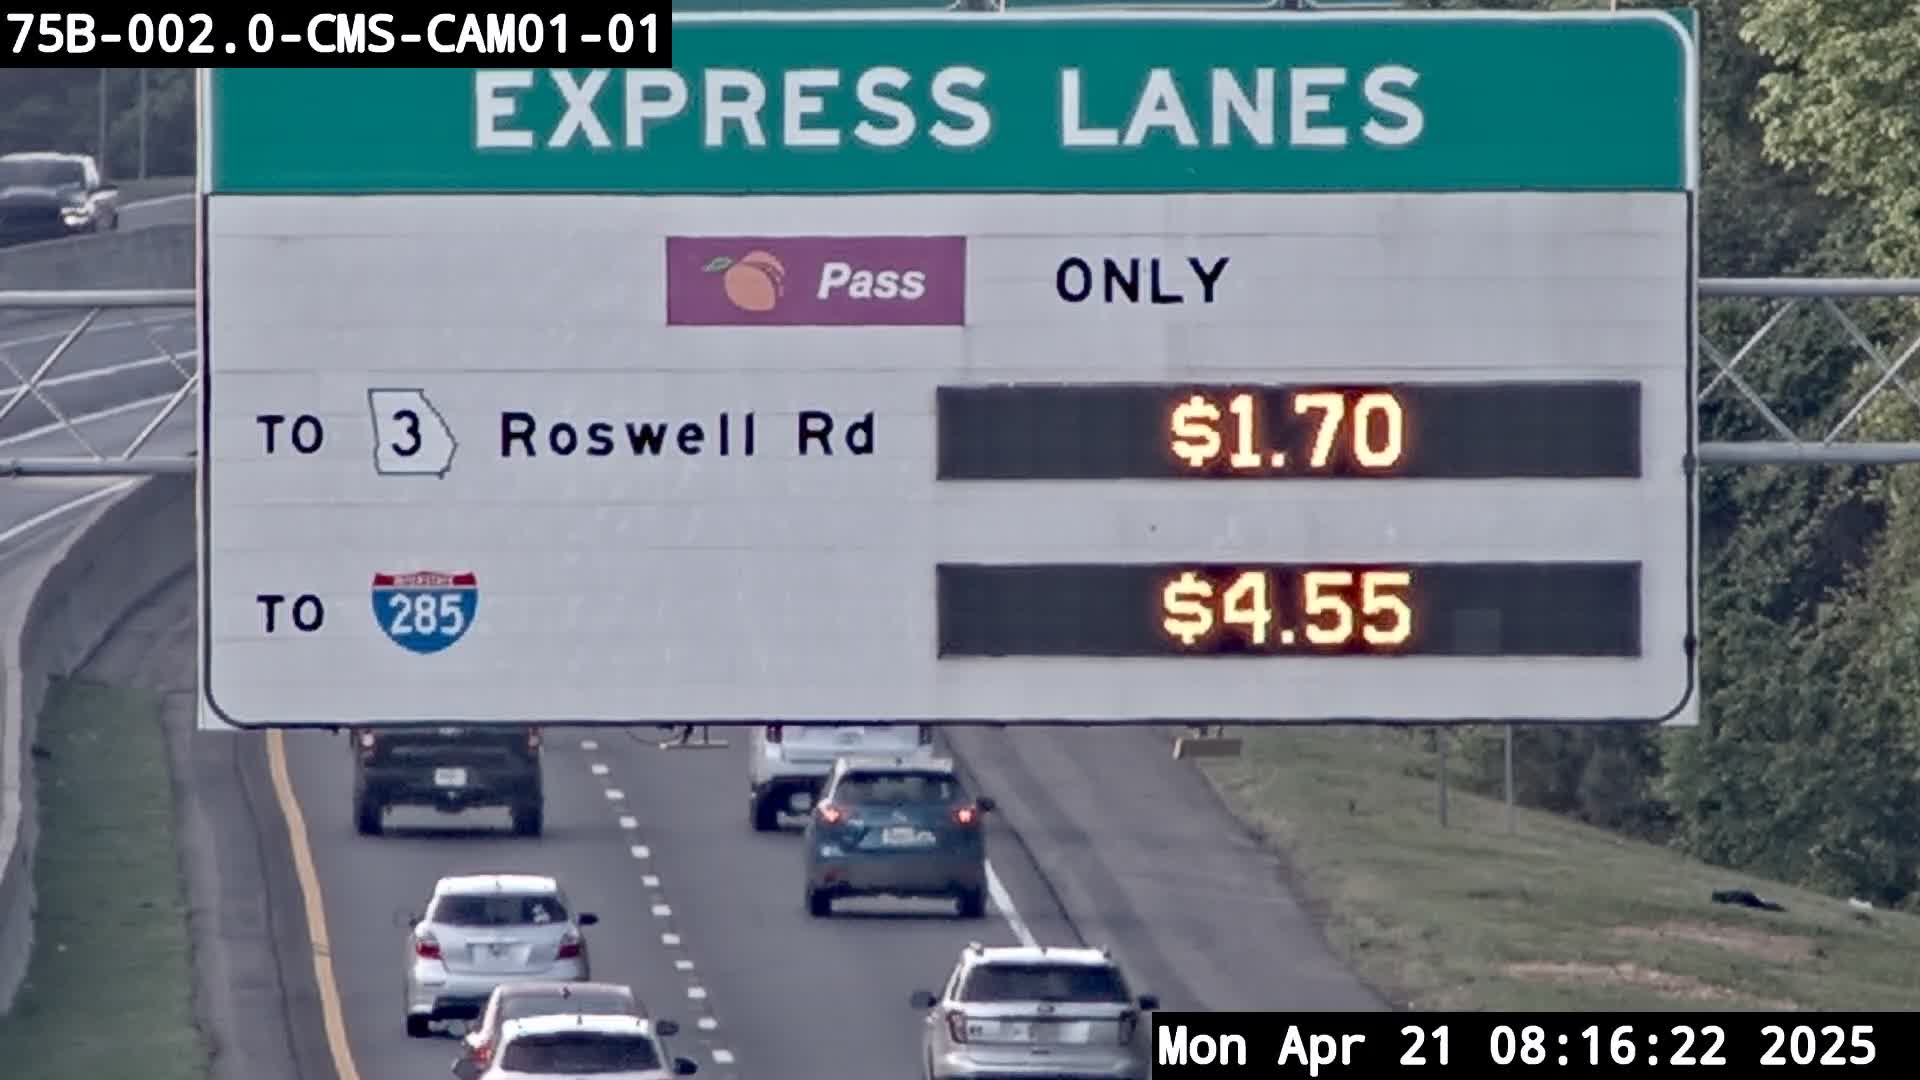 75B-002.0-CMS-CAM01-01
EXPRESS LANES
Pass ONLY
TO 3 Roswell Rd $1.70
TO INTERSTATE 285 $4.55
Mon Apr 21 08:16:22 2025